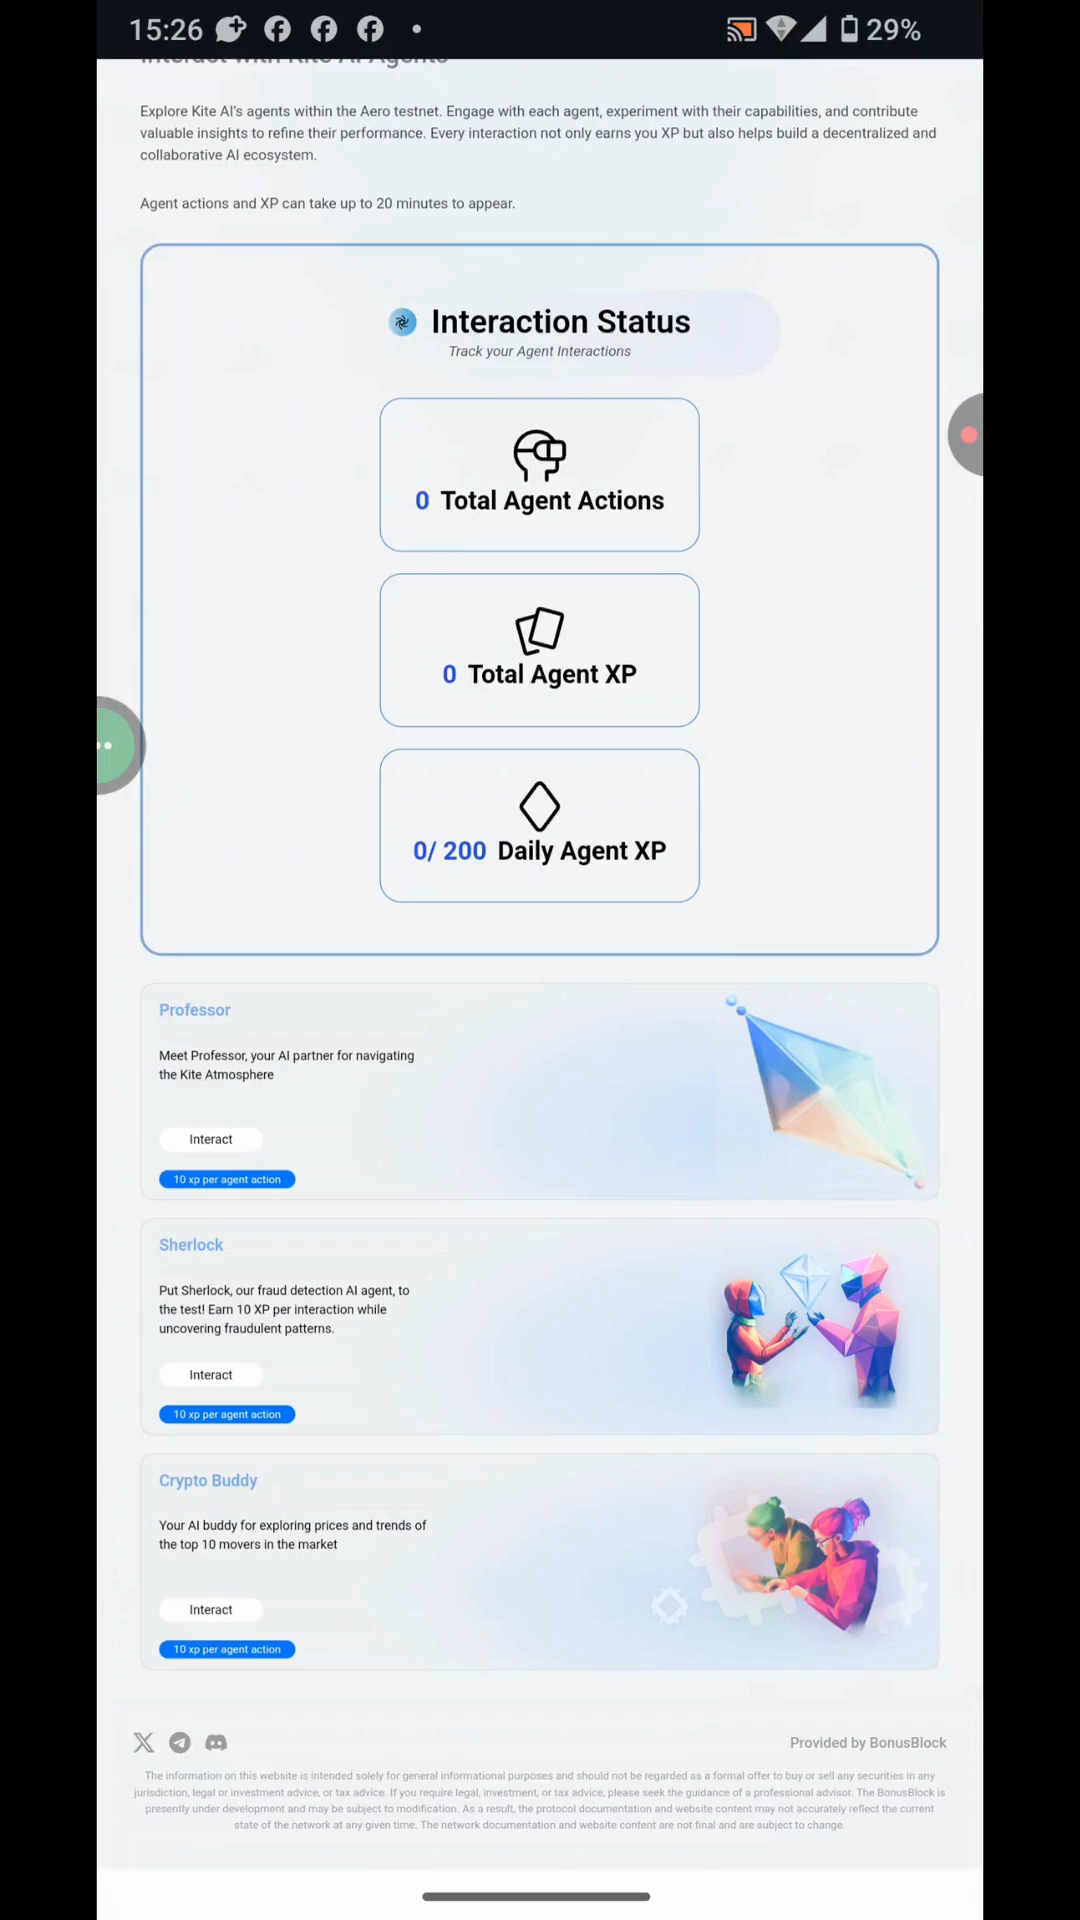 15:26
29%
Interact with Kite AI Agents
Explore Kite AI's agents within the Aero testnet. Engage with each agent, experiment with their capabilities, and contribute
valuable insights to refine their performance. Every interaction not only earns you XP but also helps build a decentralized and
collaborative AI ecosystem.
Agent actions and XP can take up to 20 minutes to appear.
Interaction Status
Track your Agent Interactions
0 Total Agent Actions
0 Total Agent XP
0/ 200 Daily Agent XP
Professor
Meet Professor, your AI partner for navigating
the Kite Atmosphere
Interact
10 xp per agent action
Sherlock
Put Sherlock, our fraud detection AI agent, to
the test! Earn 10 XP per interaction while
uncovering fraudulent patterns.
Interact
10 xp per agent action
Crypto Buddy
Your AI buddy for exploring prices and trends of
the top 10 movers in the market
Interact
10 xp per agent action
Provided by BonusBlock
The information on this website is intended solely for general informational purposes and should not be regarded as a formal offer to buy or sell any securities in any
jurisdiction, legal or investment advice, or tax advice. If you require legal, investment, or tax advice, please seek the guidance of a professional advisor. The BonusBlock is
presently under development and may be subject to modification. As a result, the protocol documentation and website content may not accurately reflect the current
state of the network at any given time. The network documentation and website content are not final and are subject to change.